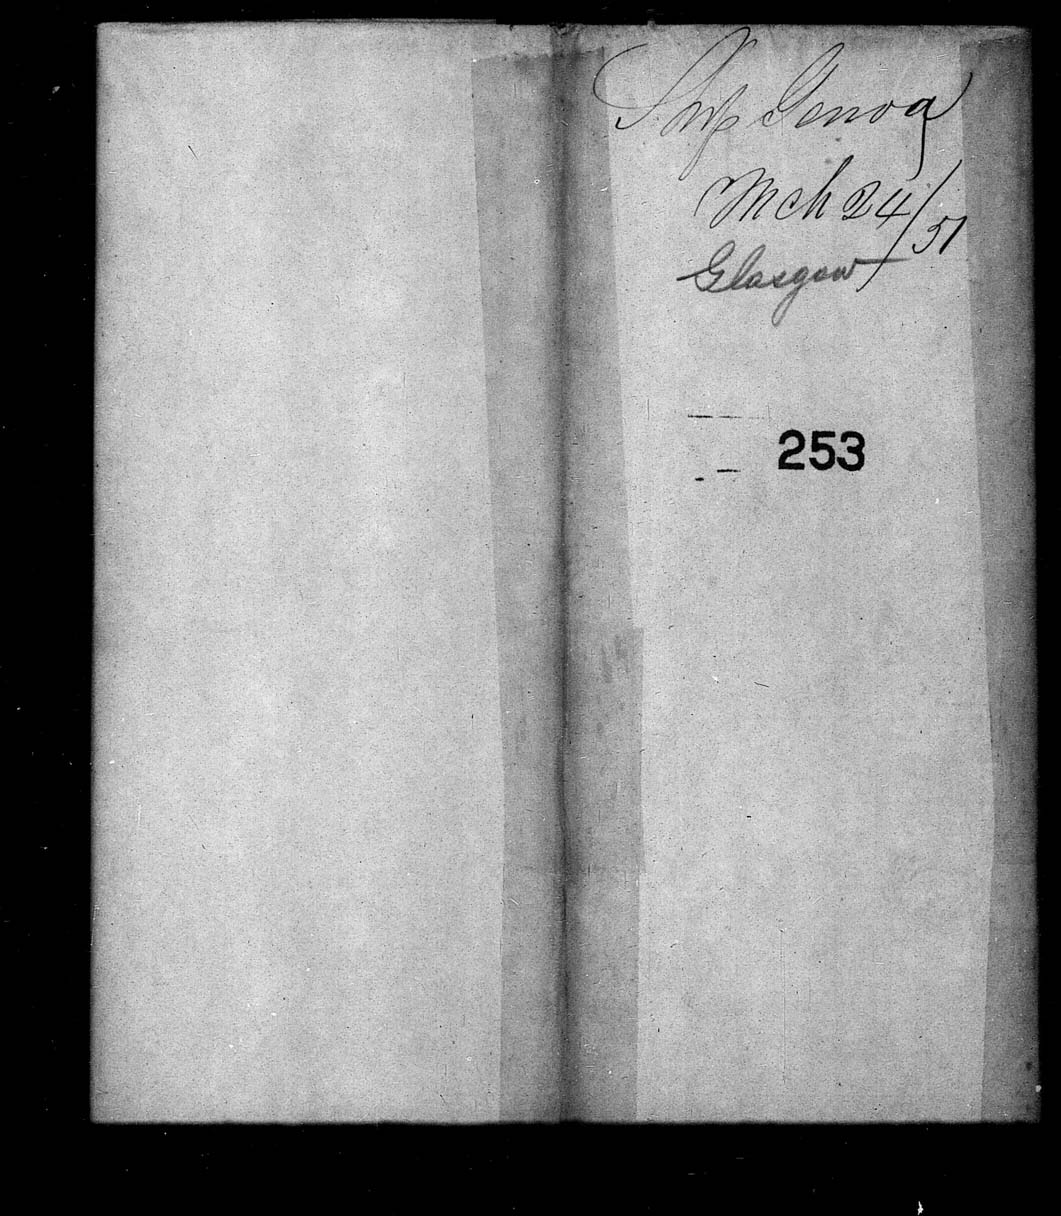 Ship Genoa
Mch 24/51
Glasgow
253